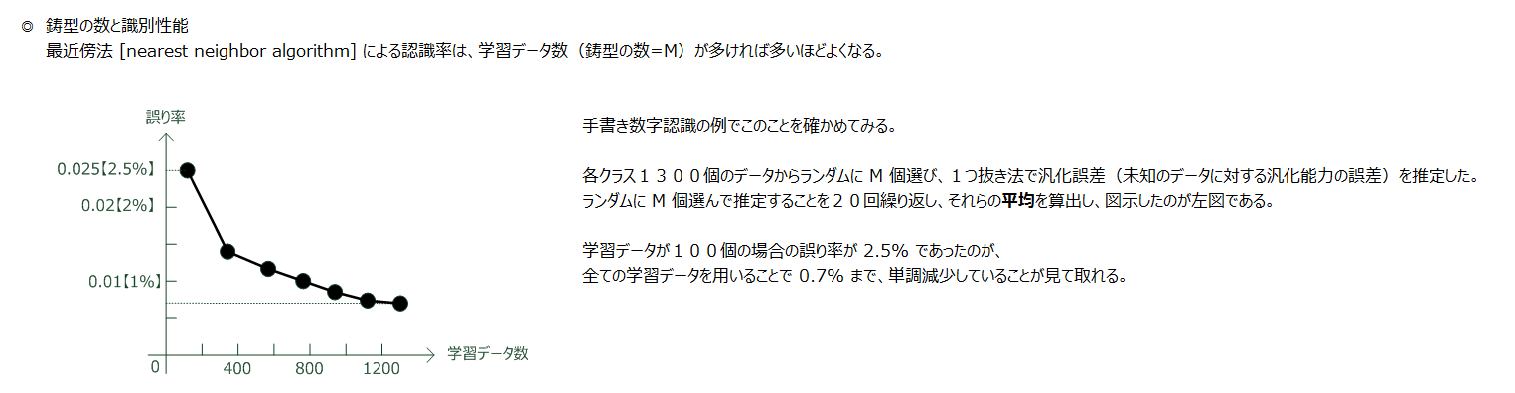 ◎ 鋳型の数と識別性能
最近傍法 [nearest neighbor algorithm] による認識率は、学習データ数（鋳型の数＝M）が多ければ多いほどよくなる。
誤り率
0.025【2.5%】
0.02【2%】
0.01【1%】
0
400
800
1200
学習データ数
手書き数字認識の例でこのことを確かめてみる。
各クラス１３００個のデータからランダムに M 個選び、１つ抜き法で汎化誤差（未知のデータに対する汎化能力の誤差）を推定した。
ランダムに M 個選んで推定することを２０回繰り返し、それらの平均を算出し、図示したのが左図である。
学習データが１００個の場合の誤り率が 2.5% であったのが、
全ての学習データを用いることで 0.7% まで、単調減少していることが見て取れる。